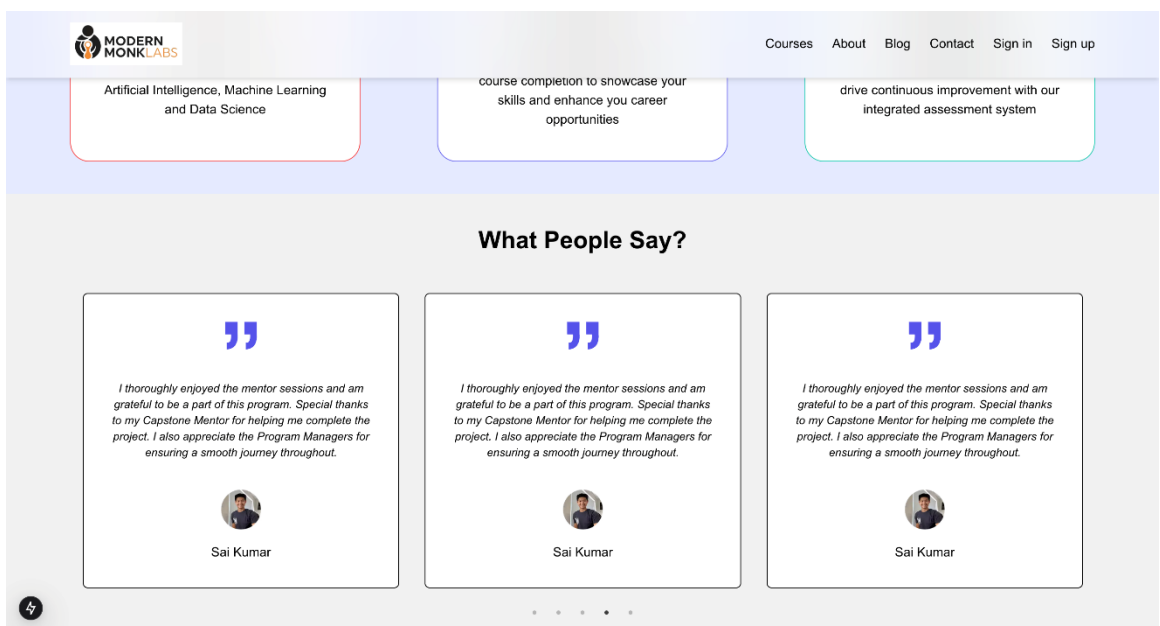 MODERN
MONKLABS
Courses About Blog Contact Sign in Sign up
Artificial Intelligence, Machine Learning
and Data Science
course completion to showcase your
skills and enhance you career
opportunities
drive continuous improvement with our
integrated assessment system
What People Say?
I thoroughly enjoyed the mentor sessions and am
grateful to be a part of this program. Special thanks
to my Capstone Mentor for helping me complete the
project. I also appreciate the Program Managers for
ensuring a smooth journey throughout.
Sai Kumar
I thoroughly enjoyed the mentor sessions and am
grateful to be a part of this program. Special thanks
to my Capstone Mentor for helping me complete the
project. I also appreciate the Program Managers for
ensuring a smooth journey throughout.
Sai Kumar
I thoroughly enjoyed the mentor sessions and am
grateful to be a part of this program. Special thanks
to my Capstone Mentor for helping me complete the
project. I also appreciate the Program Managers for
ensuring a smooth journey throughout.
Sai Kumar